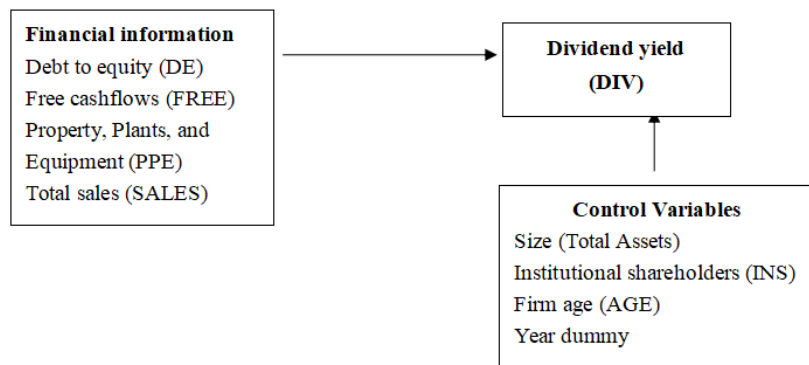 Financial information
Debt to equity (DE)
Free cashflows (FREE)
Property, Plants, and
Equipment (PPE)
Total sales (SALES)
Dividend yield
(DIV)
Control Variables
Size (Total Assets)
Institutional shareholders (INS)
Firm age (AGE)
Year dummy